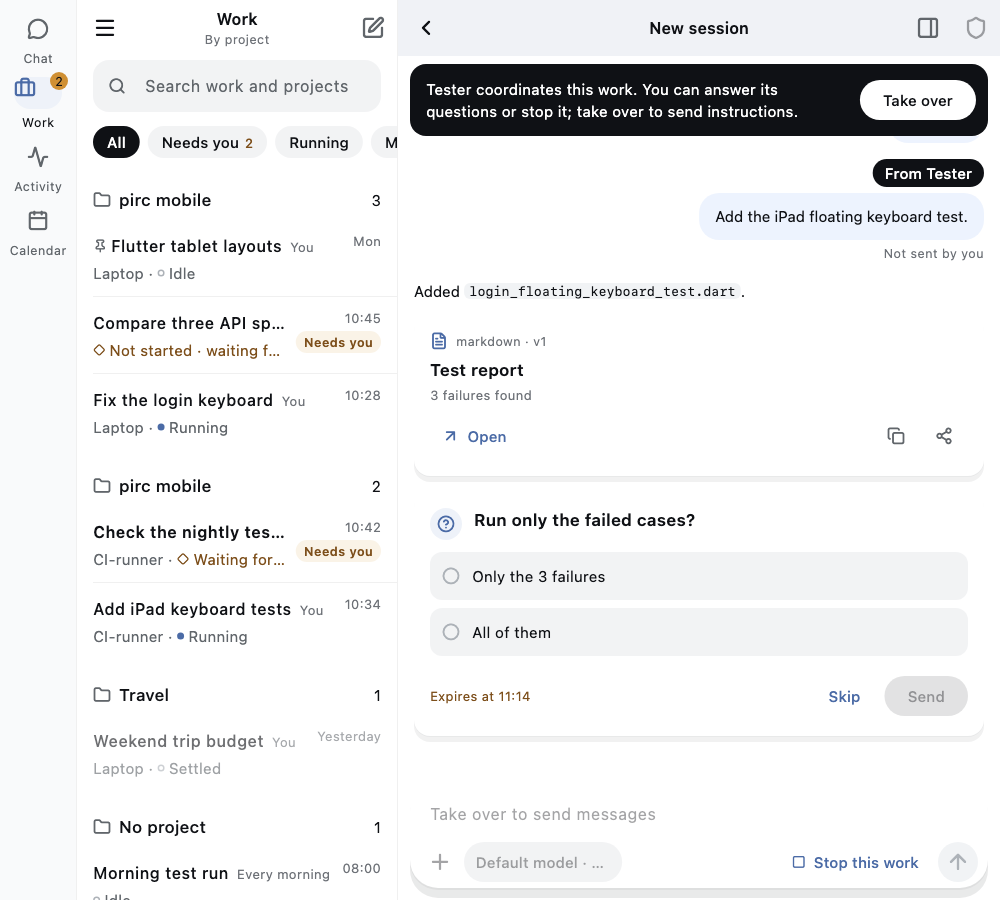 Chat
2
Work
Activity
Calendar
Work
By project
Search work and projects
All
Needs you 2
Running
M
pirc mobile
3
Flutter tablet layouts You
Mon
Laptop · Idle
Compare three API sp...
10:45
Not started · waiting f...
Needs you
Fix the login keyboard You
10:28
Laptop · Running
pirc mobile
2
Check the nightly tes...
10:42
CI-runner · Waiting for...
Needs you
Add iPad keyboard tests You
10:34
CI-runner · Running
Travel
1
Weekend trip budget You
Yesterday
Laptop · Settled
No project
1
Morning test run Every morning
08:00
Idle
New session
Tester coordinates this work. You can answer its
questions or stop it; take over to send instructions.
Take over
From Tester
Add the iPad floating keyboard test.
Not sent by you
Added login_floating_keyboard_test.dart.
markdown · v1
Test report
3 failures found
Open
Run only the failed cases?
Only the 3 failures
All of them
Expires at 11:14
Skip
Send
Take over to send messages
Default model · ...
Stop this work